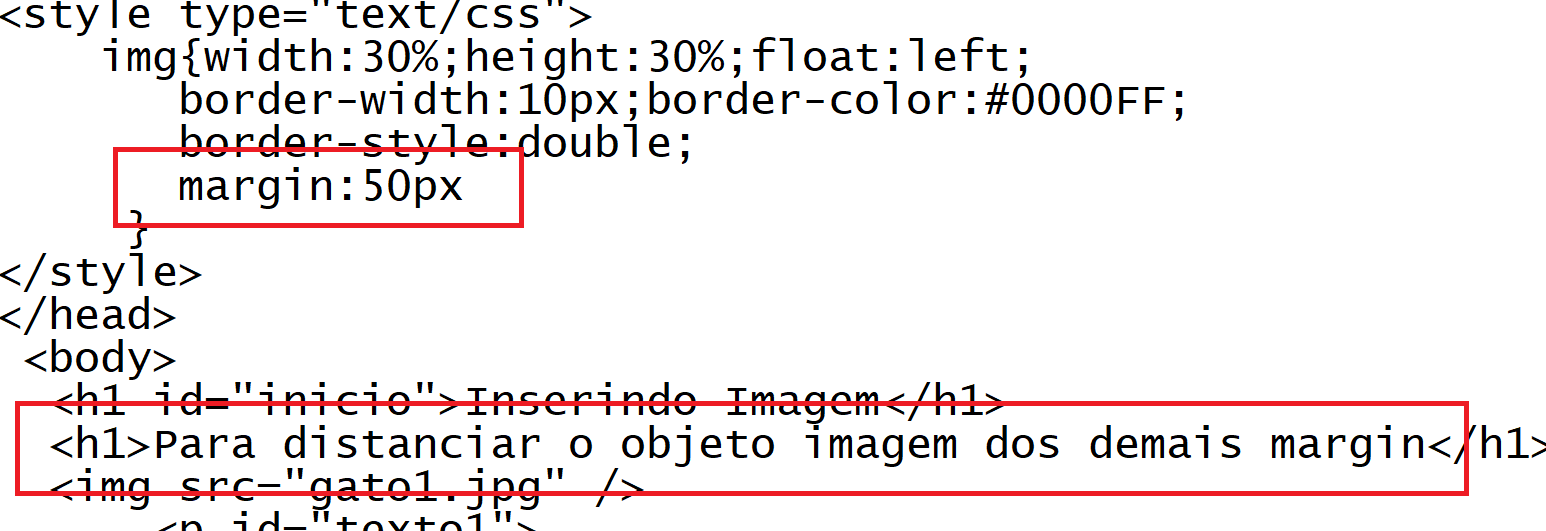 <style type="text/css">
img{width:30%;height:30%;float:left;
border-width:10px;border-color:#0000FF;
border-style:double;
margin:50px
}
</style>
</head>
<body>
<h1 id="inicio">Inserindo Imagem</h1>
<h1>Para distanciar o objeto imagem dos demais margin</h1>
<img src="gato1.jpg" />
<p id="texto1">